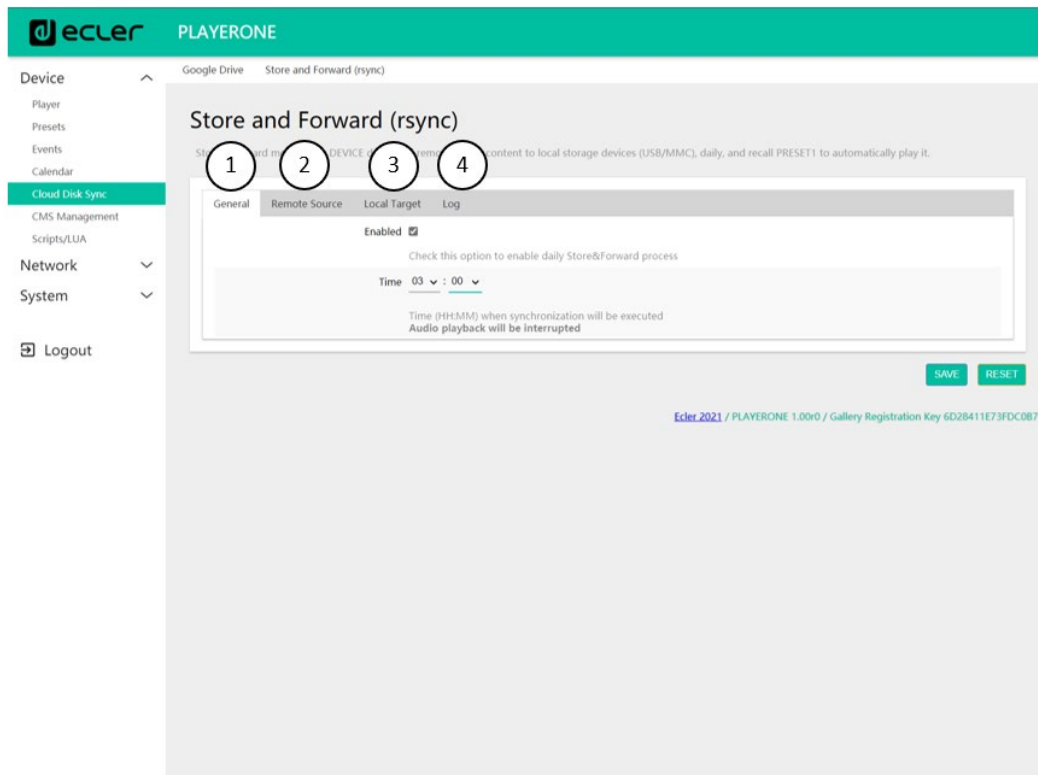 ecler PLAYERONE
Google Drive Store and Forward (rsync)
Device
Player
Presets
Events
Calendar
Cloud Disk Sync
CMS Management
Scripts/LUA
Network
System
Logout
Store and Forward (rsync)
DEVICE content to local storage devices (USB/MMC), daily, and recall PRESET1 to automatically play it.
1 2 3 4
General Remote Source Local Target Log
Enabled
Check this option to enable daily Store&Forward process
Time 03 : 00
Time (HH:MM) when synchronization will be executed
Audio playback will be interrupted
SAVE RESET
Ecler 2021 / PLAYERONE 1.00r0 / Gallery Registration Key 6D28411E73FDC0B7